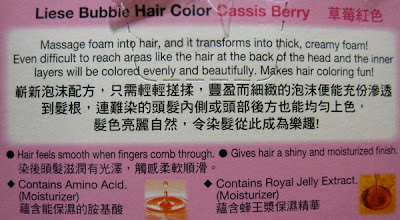 Liese Bubble Hair Color Cassis Berry 草莓紅色
Massage foam into hair, and it transforms into thick, creamy foam!
Even difficult to reach areas like the hair at the back of the head and the inner
layers will be colored evenly and beautifully. Makes hair coloring fun!
嶄新泡沫配方，只需輕輕搓揉，豐盈而細緻的泡沫便能充份滲透
到髮根，連難染的頭髮內側或頭部後方也能均勻上色，
髮色亮麗自然，令染髮從此成為樂趣!
● Hair feels smooth when fingers comb through. ● Gives hair a shiny and moisturized finish.
染後頭髮滋潤有光澤，觸感柔軟順滑。
◆ Contains Amino Acid.
(Moisturizer)
蘊含能保濕的胺基酸
◆ Contains Royal Jelly Extract.
(Moisturizer)
蘊含蜂王漿保濕精華